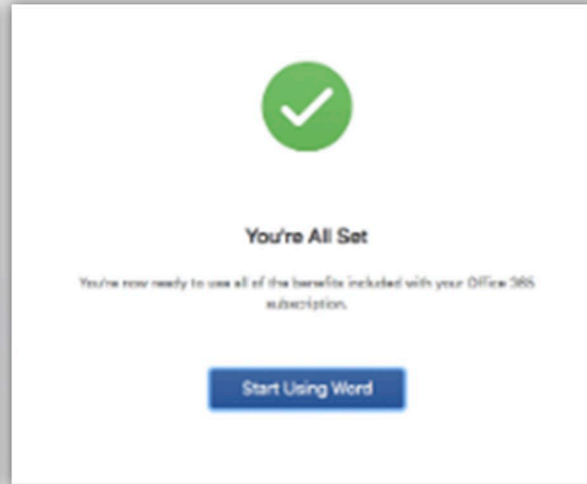 You're All Set
You're now ready to use all of the benefits included with your Office 365
subscription.
Start Using Word